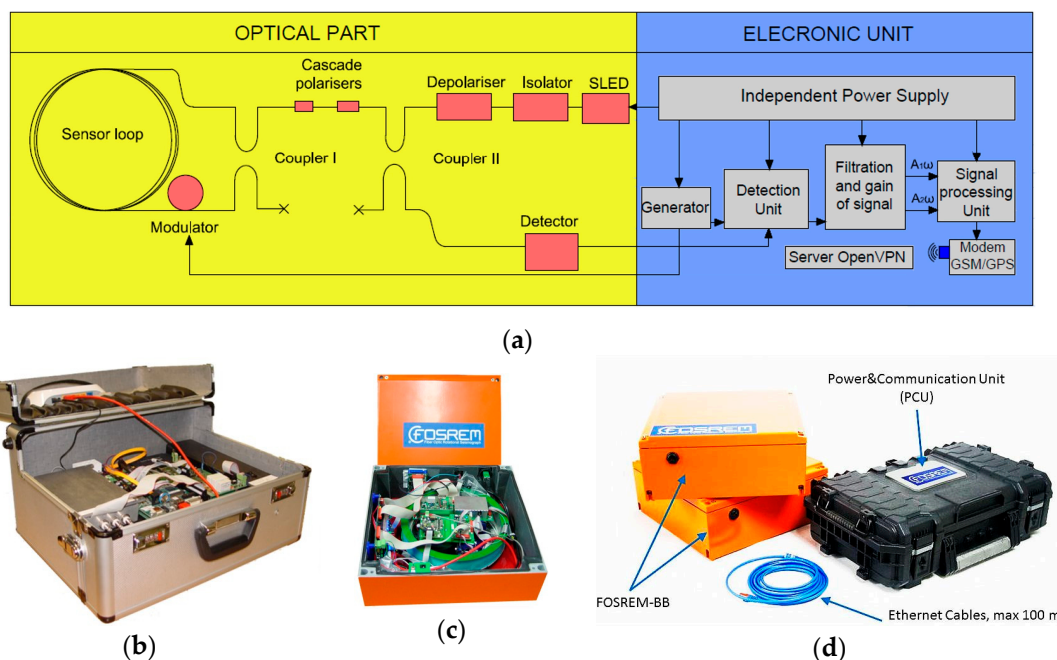 OPTICAL PART
ELECRONIC UNIT
Cascade
polarisers
Depolariser
Isolator
SLED
Independent Power Supply
Sensor loop
Coupler I
Coupler II
Modulator
Detector
Generator
Detection
Unit
Filtration
and gain
of signal
A₁ω
A₂ω
Signal
processing
Unit
Server OpenVPN
Modem
GSM/GPS
(a)
FOSREM
(b)
(c)
Power&Communication Unit
(PCU)
FOSREM
FOSREM
FOSREM-BB
Ethernet Cables, max 100 m
(d)